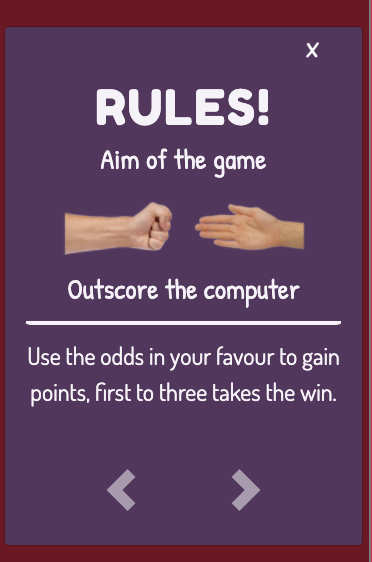 x
RULES!
Aim of the game
Outscore the computer
Use the odds in your favour to gain
points, first to three takes the win.